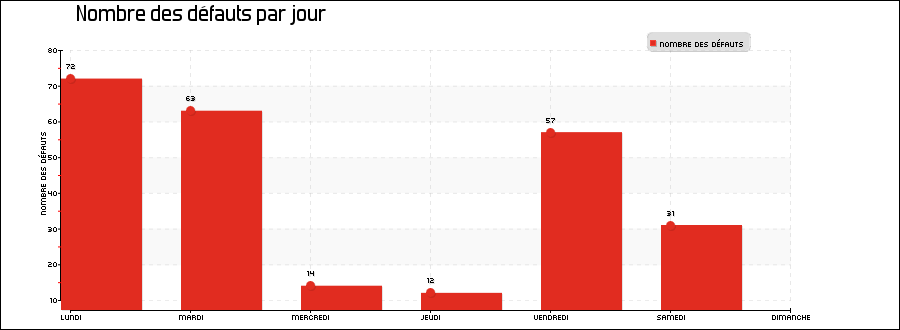 Nombre des défauts par jour
NOMBRE DES DÉFAUTS
NOMBRE DES DÉFAUTS
80
70
60
50
40
30
20
10
72
63
14
12
57
31
LUNDI
MARDI
MERCREDI
JEUDI
VENDREDI
SAMEDI
DIMANCHE